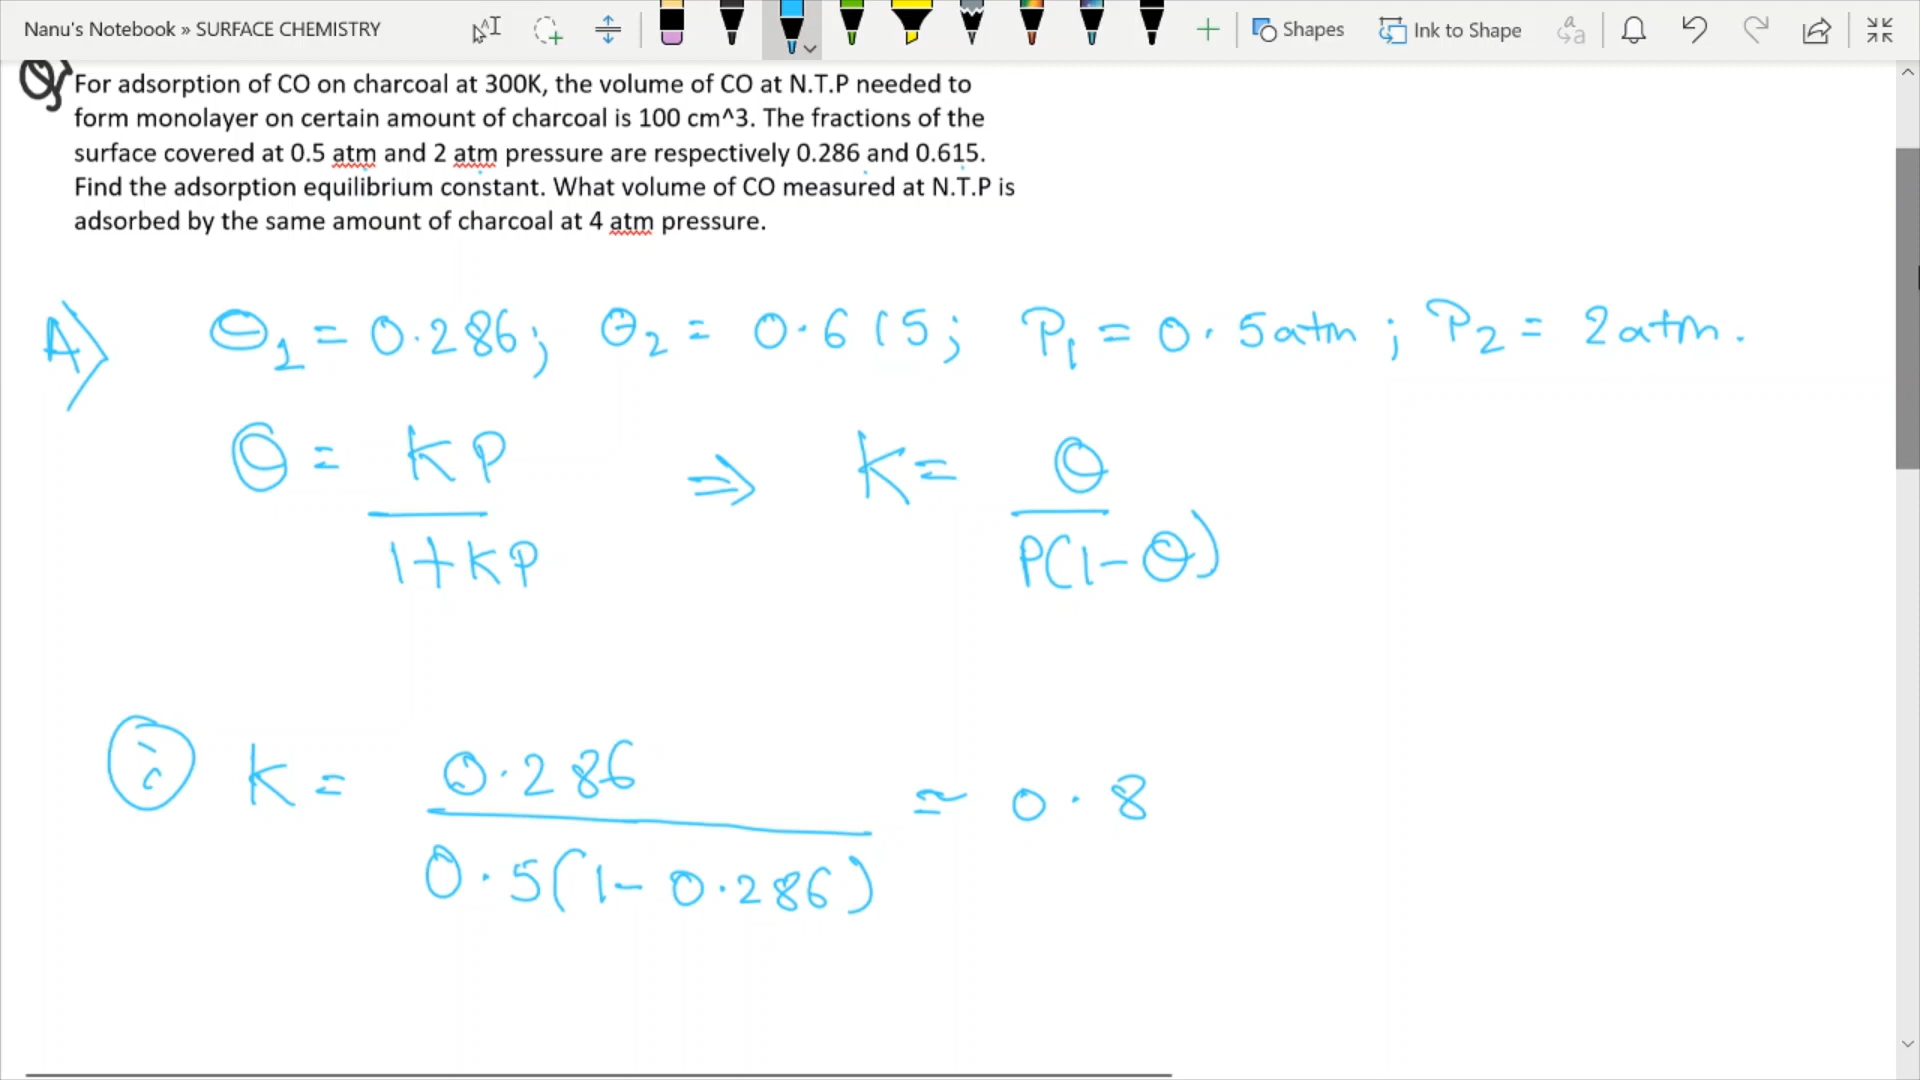 Nanu's Notebook » SURFACE CHEMISTRY
Shapes
Ink to Shape
Q
For adsorption of CO on charcoal at 300K, the volume of CO at N.T.P needed to
form monolayer on certain amount of charcoal is 100 cm^3. The fractions of the
surface covered at 0.5 atm and 2 atm pressure are respectively 0.286 and 0.615.
Find the adsorption equilibrium constant. What volume of CO measured at N.T.P is
adsorbed by the same amount of charcoal at 4 atm pressure.
A) θ₁ = 0.286; θ₂ = 0.615; P₁ = 0.5atm; P₂ = 2atm.
θ = KP / 1+KP ⇒ K = θ / P(1-θ)
K = 0.286 / 0.5(1-0.286) ≃ 0.8